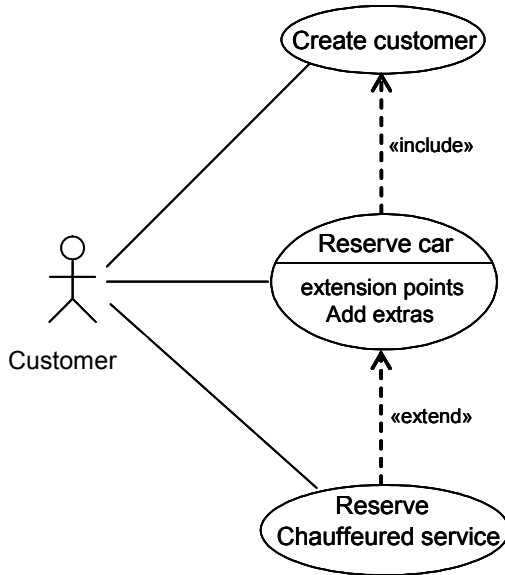 Create customer
«include»
Reserve car
extension points
Add extras
Customer
«extend»
Reserve
Chauffeured service